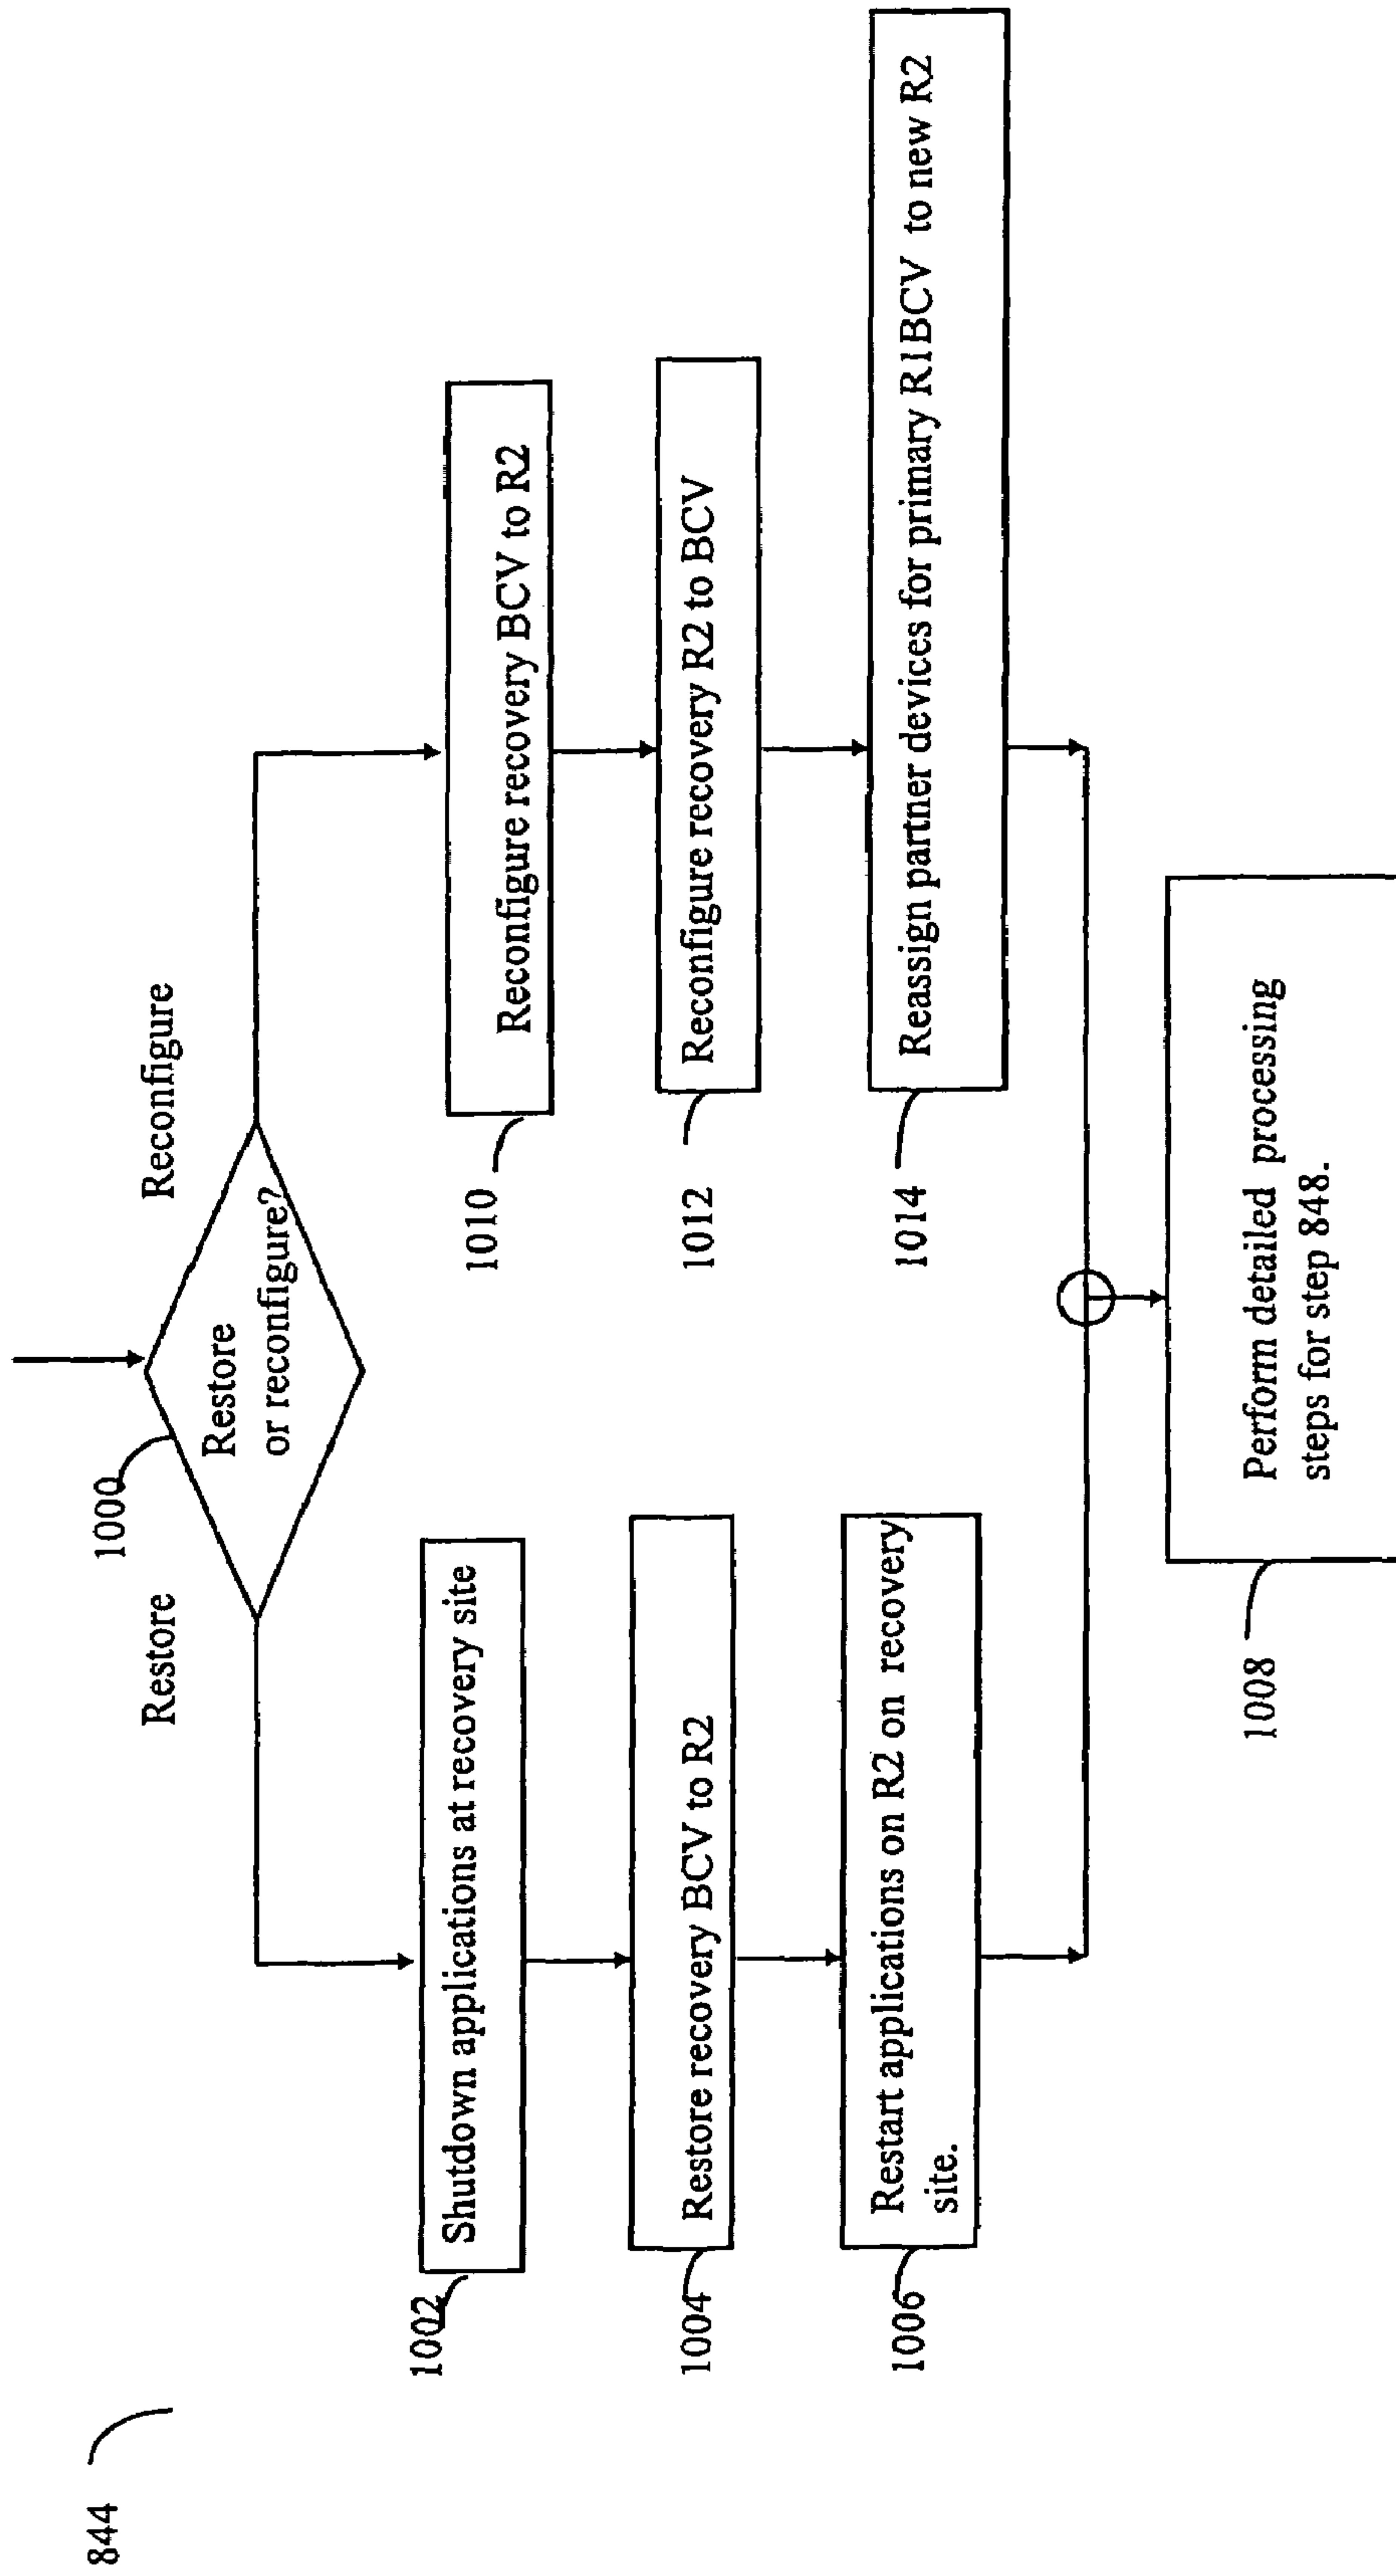 844
1000
Restore
Reconfigure
Restore
or reconfigure?
1002
Shutdown applications at recovery site
1004
Restore recovery BCV to R2
1006
Restart applications on R2 on recovery
site.
1010
Reconfigure recovery BCV to R2
1012
Reconfigure recovery R2 to BCV
1014
Reassign partner devices for primary R1BCV to new R2
1008
Perform detailed processing
steps for step 848.